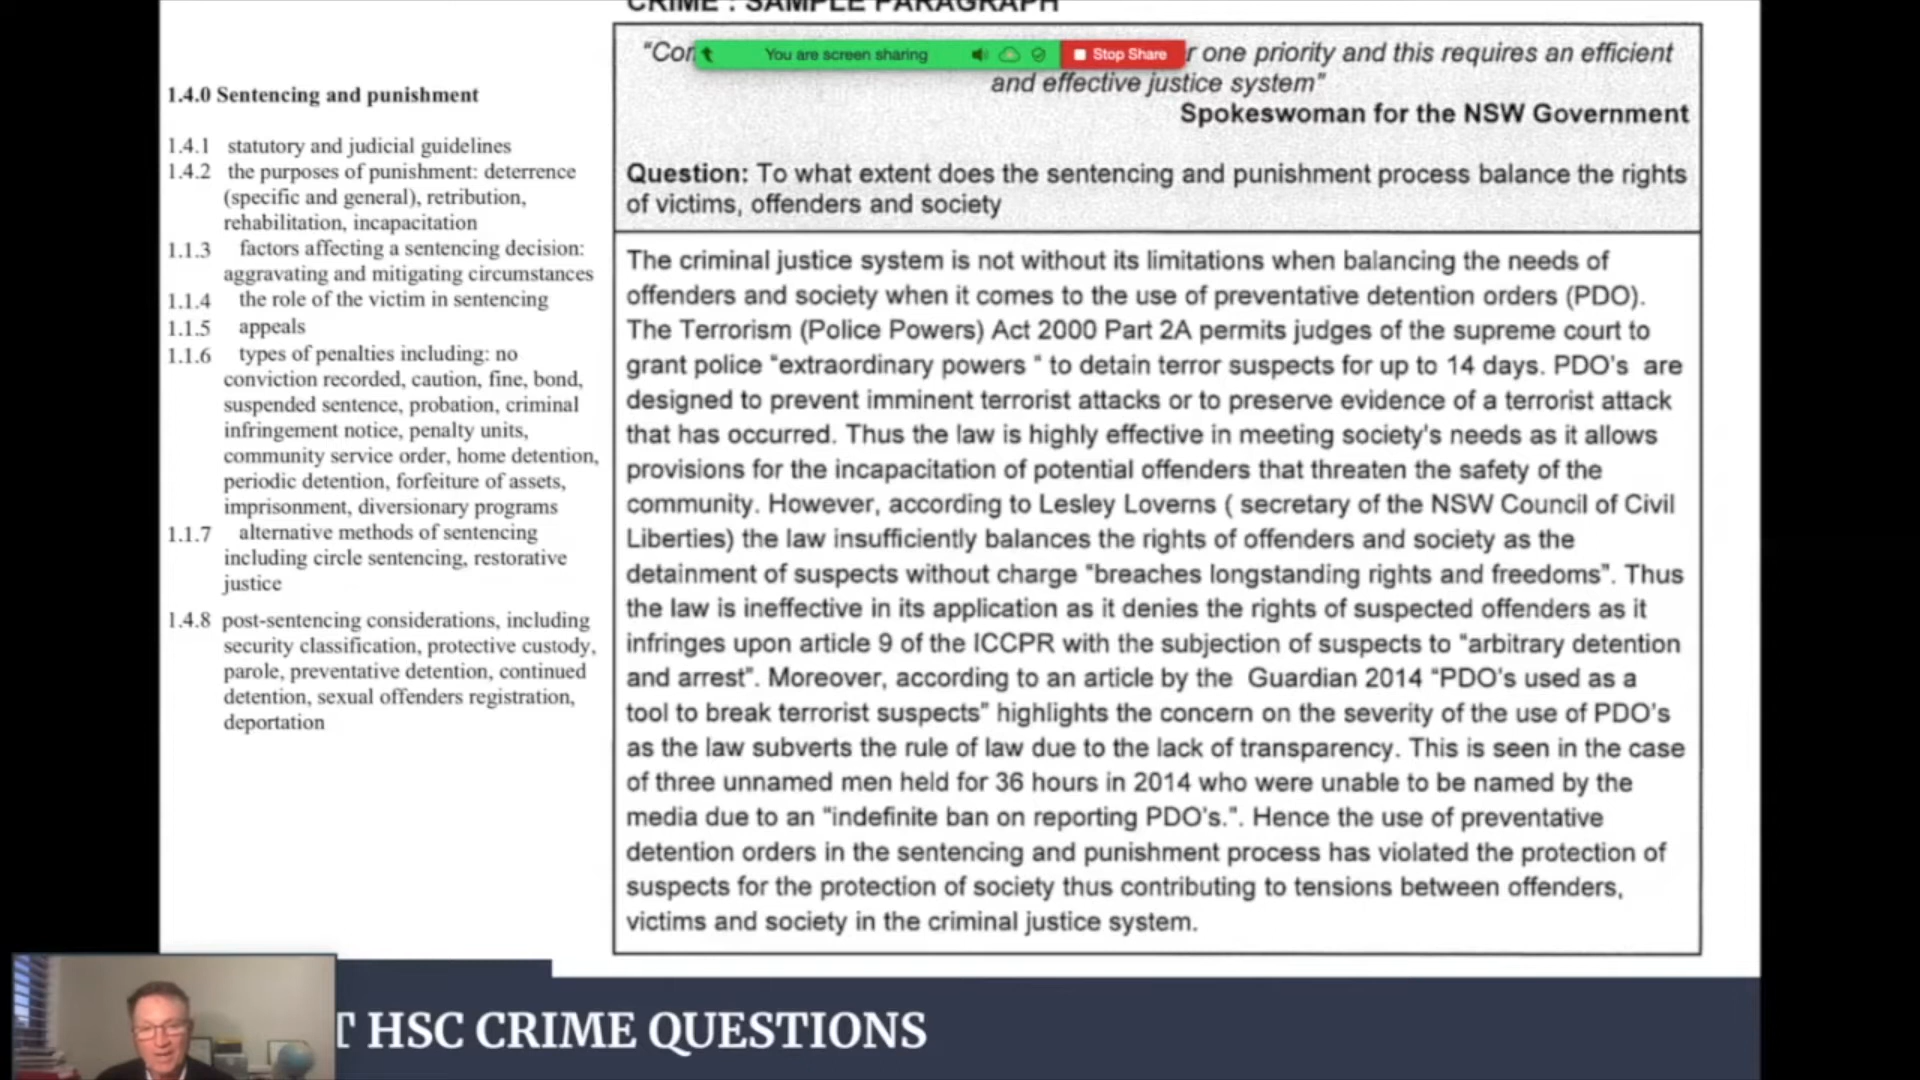 CRIME : SAMPLE PARAGRAPH
1.4.0 Sentencing and punishment
1.4.1 statutory and judicial guidelines
1.4.2 the purposes of punishment: deterrence
(specific and general), retribution,
rehabilitation, incapacitation
1.1.3 factors affecting a sentencing decision:
aggravating and mitigating circumstances
1.1.4 the role of the victim in sentencing
1.1.5 appeals
1.1.6 types of penalties including: no
conviction recorded, caution, fine, bond,
suspended sentence, probation, criminal
infringement notice, penalty units,
community service order, home detention,
periodic detention, forfeiture of assets,
imprisonment, diversionary programs
1.1.7 alternative methods of sentencing
including circle sentencing, restorative
justice
1.4.8 post-sentencing considerations, including
security classification, protective custody,
parole, preventative detention, continued
detention, sexual offenders registration,
deportation
You are screen sharing Stop Share
one priority and this requires an efficient
and effective justice system"
Spokeswoman for the NSW Government
Question: To what extent does the sentencing and punishment process balance the rights
of victims, offenders and society
The criminal justice system is not without its limitations when balancing the needs of
offenders and society when it comes to the use of preventative detention orders (PDO).
The Terrorism (Police Powers) Act 2000 Part 2A permits judges of the supreme court to
grant police "extraordinary powers " to detain terror suspects for up to 14 days. PDO's are
designed to prevent imminent terrorist attacks or to preserve evidence of a terrorist attack
that has occurred. Thus the law is highly effective in meeting society's needs as it allows
provisions for the incapacitation of potential offenders that threaten the safety of the
community. However, according to Lesley Loverns ( secretary of the NSW Council of Civil
Liberties) the law insufficiently balances the rights of offenders and society as the
detainment of suspects without charge "breaches longstanding rights and freedoms". Thus
the law is ineffective in its application as it denies the rights of suspected offenders as it
infringes upon article 9 of the ICCPR with the subjection of suspects to "arbitrary detention
and arrest". Moreover, according to an article by the Guardian 2014 "PDO's used as a
tool to break terrorist suspects" highlights the concern on the severity of the use of PDO's
as the law subverts the rule of law due to the lack of transparency. This is seen in the case
of three unnamed men held for 36 hours in 2014 who were unable to be named by the
media due to an "indefinite ban on reporting PDO's.". Hence the use of preventative
detention orders in the sentencing and punishment process has violated the protection of
suspects for the protection of society thus contributing to tensions between offenders,
victims and society in the criminal justice system.
T HSC CRIME QUESTIONS